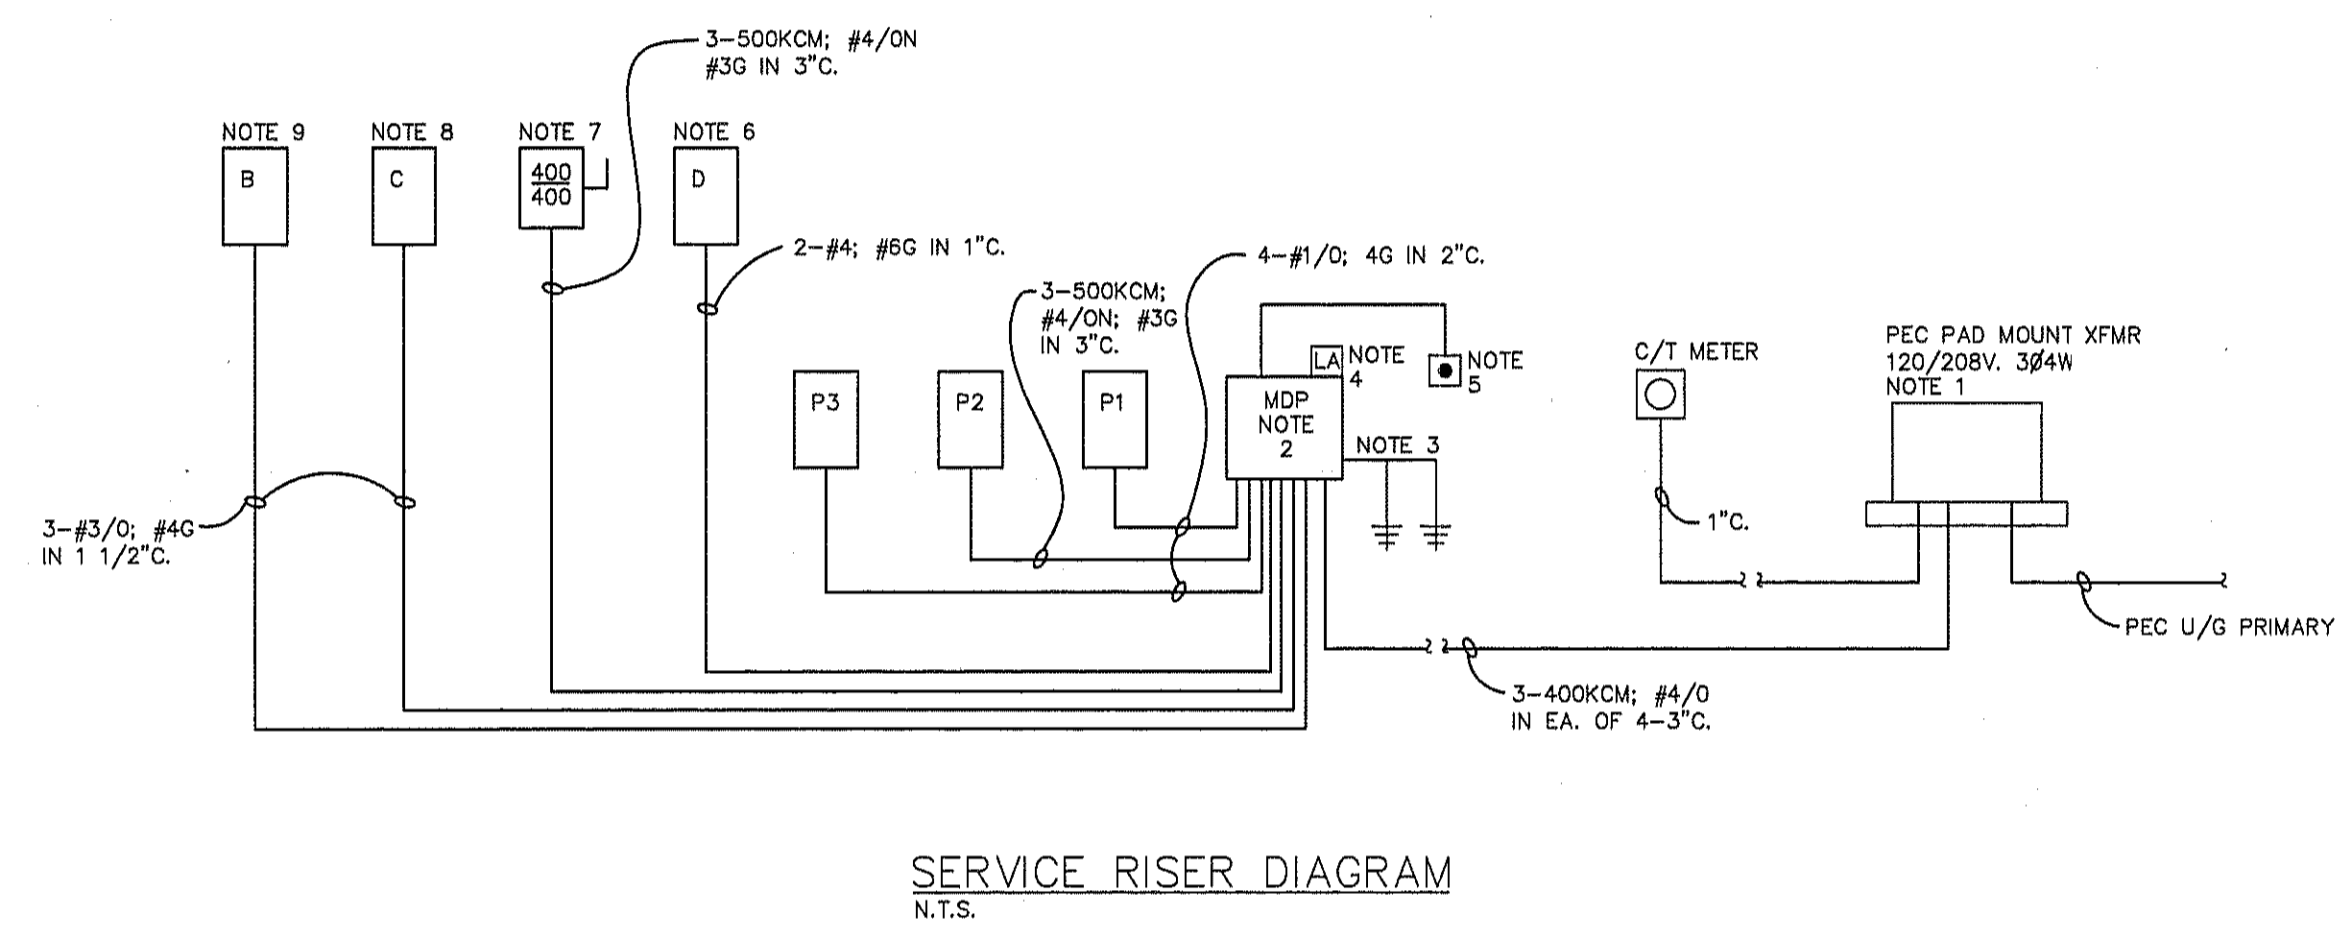 3-500KCM; #4/0N
#3G IN 3"C.
NOTE 9
NOTE 8
NOTE 7
NOTE 6
B
C
400
400
D
2-#4; #6G IN 1"C.
4-#1/0; 4G IN 2"C.
3-500KCM;
#4/0N; #3G
IN 3"C.
P3
P2
P1
LA
NOTE
4
NOTE
5
MDP
NOTE
2
NOTE 3
C/T METER
PEC PAD MOUNT XFMR
120/208V. 3Ø4W
NOTE 1
3-#3/0; #4G
IN 1 1/2"C.
1"C.
PEC U/G PRIMARY
3-400KCM; #4/0
IN EA. OF 4-3"C.
SERVICE RISER DIAGRAM
N.T.S.